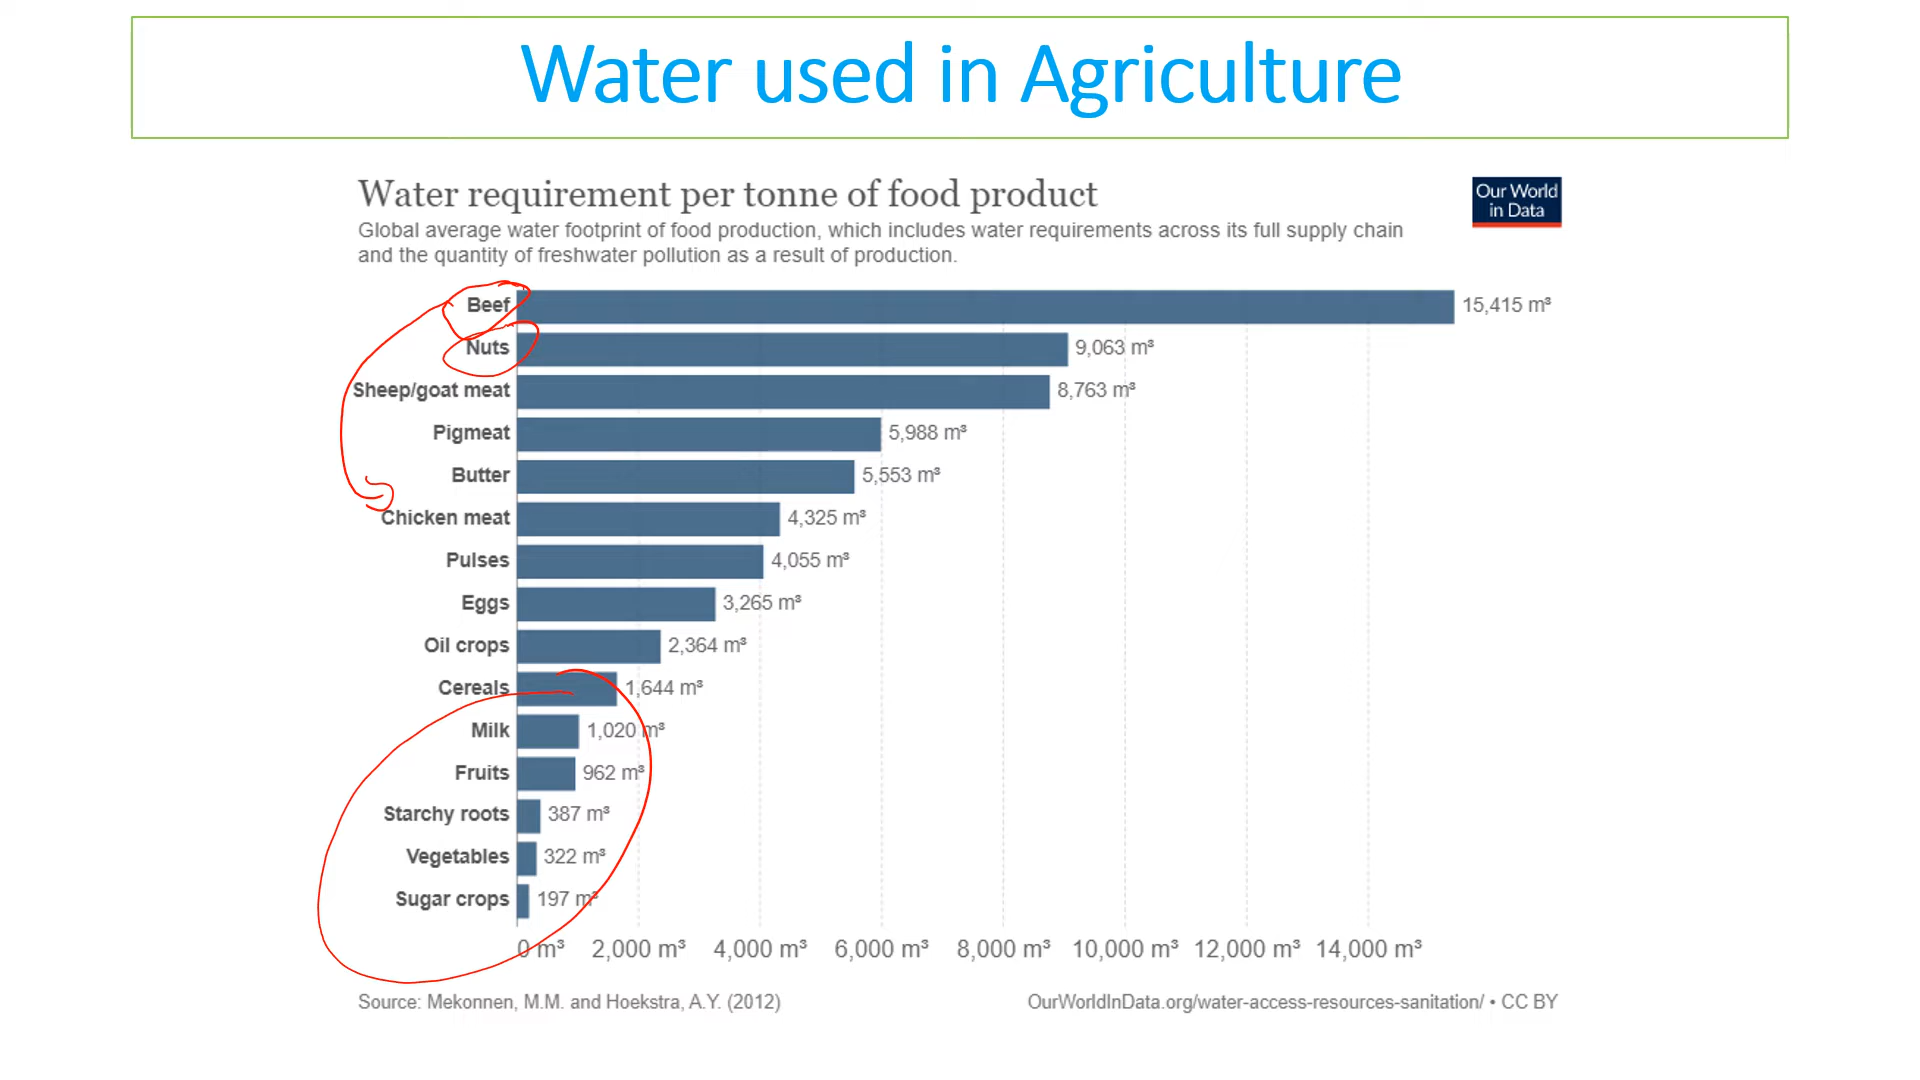 Water used in Agriculture
Water requirement per tonne of food product
Our World
in Data
Global average water footprint of food production, which includes water requirements across its full supply chain
and the quantity of freshwater pollution as a result of production.
Beef 15,415 m³
Nuts 9,063 m³
Sheep/goat meat 8,763 m³
Pigmeat 5,988 m³
Butter 5,553 m³
Chicken meat 4,325 m³
Pulses 4,055 m³
Eggs 3,265 m³
Oil crops 2,364 m³
Cereals 1,644 m³
Milk 1,020 m³
Fruits 962 m³
Starchy roots 387 m³
Vegetables 322 m³
Sugar crops 197 m³
0 m³ 2,000 m³ 4,000 m³ 6,000 m³ 8,000 m³ 10,000 m³ 12,000 m³ 14,000 m³
Source: Mekonnen, M.M. and Hoekstra, A.Y. (2012) OurWorldInData.org/water-access-resources-sanitation/ • CC BY